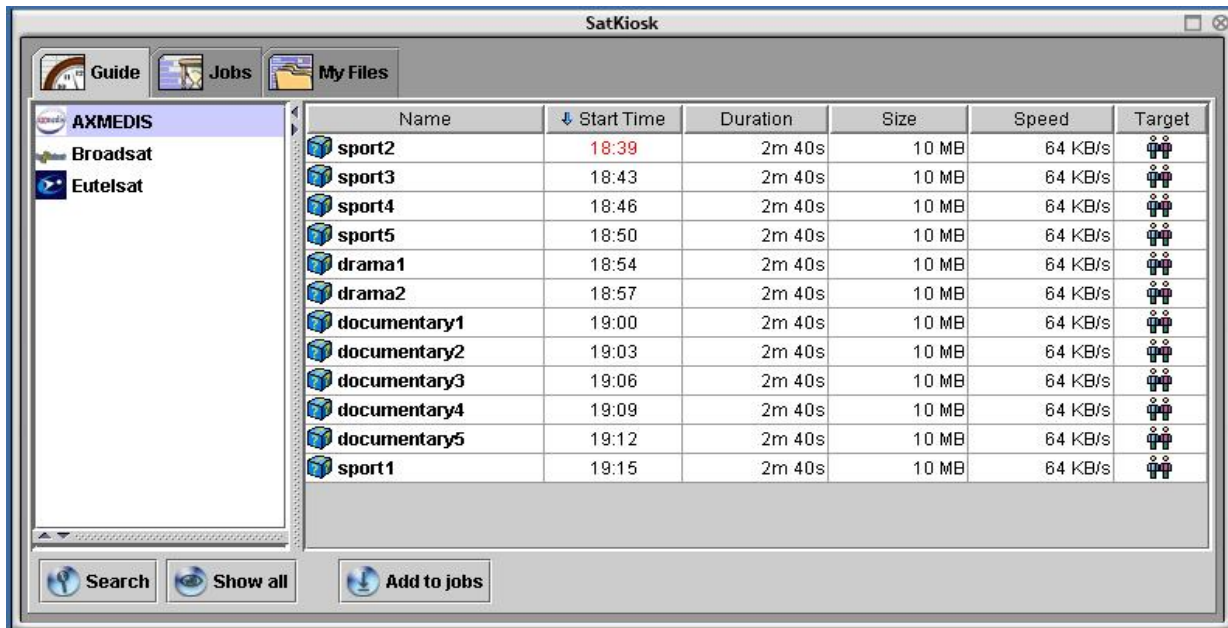 SatKiosk
Guide Jobs My Files
AXMEDIS
Broadsat
Eutelsat
Name Start Time Duration Size Speed Target
sport2 18:39 2m 40s 10 MB 64 KB/s
sport3 18:43 2m 40s 10 MB 64 KB/s
sport4 18:46 2m 40s 10 MB 64 KB/s
sport5 18:50 2m 40s 10 MB 64 KB/s
drama1 18:54 2m 40s 10 MB 64 KB/s
drama2 18:57 2m 40s 10 MB 64 KB/s
documentary1 19:00 2m 40s 10 MB 64 KB/s
documentary2 19:03 2m 40s 10 MB 64 KB/s
documentary3 19:06 2m 40s 10 MB 64 KB/s
documentary4 19:09 2m 40s 10 MB 64 KB/s
documentary5 19:12 2m 40s 10 MB 64 KB/s
sport1 19:15 2m 40s 10 MB 64 KB/s
Search Show all Add to jobs